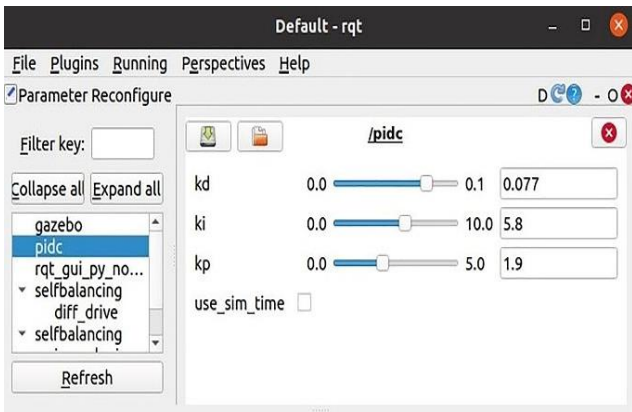 Default - rqt
File Plugins Running Perspectives Help
Parameter Reconfigure
D - O
Filter key:
Collapse all Expand all
gazebo
pidc
rqt_gui_py_no...
selfbalancing
diff_drive
selfbalancing
Refresh
/pidc
kd 0.0 0.1 0.077
ki 0.0 10.0 5.8
kp 0.0 5.0 1.9
use_sim_time